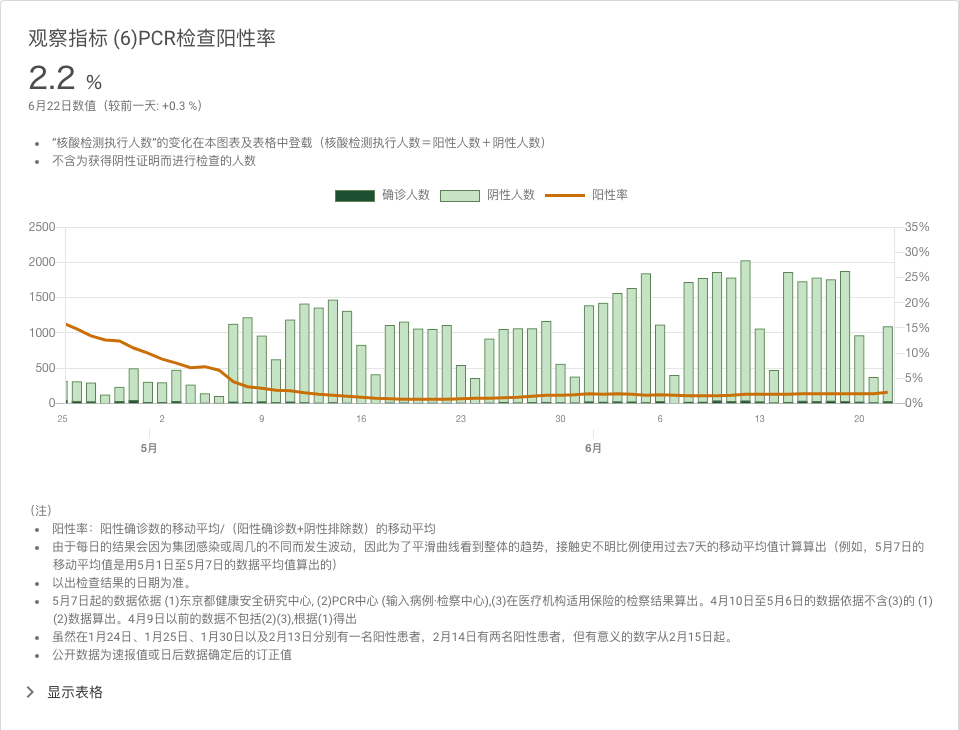 观察指标 (6)PCR检查阳性率
2.2 %
6月22日数值（较前一天: +0.3 %）
“核酸检测执行人数”的变化在本图表及表格中登载（核酸检测执行人数＝阳性人数＋阴性人数）
不含为获得阴性证明而进行检查的人数
确诊人数 阴性人数 阳性率
2500 35%
30%
2000
25%
1500 20%
15%
1000
10%
500
5%
0 0%
25 2 9 16 23 30 6 13 20
5月 6月
（注）
阳性率：阳性确诊数的移动平均/（阳性确诊数+阴性排除数）的移动平均
由于每日的结果会因为集团感染或周几的不同而发生波动，因此为了平滑曲线看到整体的趋势，接触史不明比例使用过去7天的移动平均值计算算出（例如，5月7日的
移动平均值是用5月1日至5月7日的数据平均值算出的）
以出检查结果的日期为准。
5月7日起的数据依据 (1)东京都健康安全研究中心, (2)PCR中心 (输入病例·检察中心),(3)在医疗机构适用保险的检察结果算出。4月10日至5月6日的数据依据不含(3)的 (1)
(2)数据算出。4月9日以前的数据不包括(2)(3),根据(1)得出
虽然在1月24日、1月25日、1月30日以及2月13日分别有一名阳性患者，2月14日有两名阳性患者，但有意义的数字从2月15日起。
公开数据为速报值或日后数据确定后的订正值
显示表格